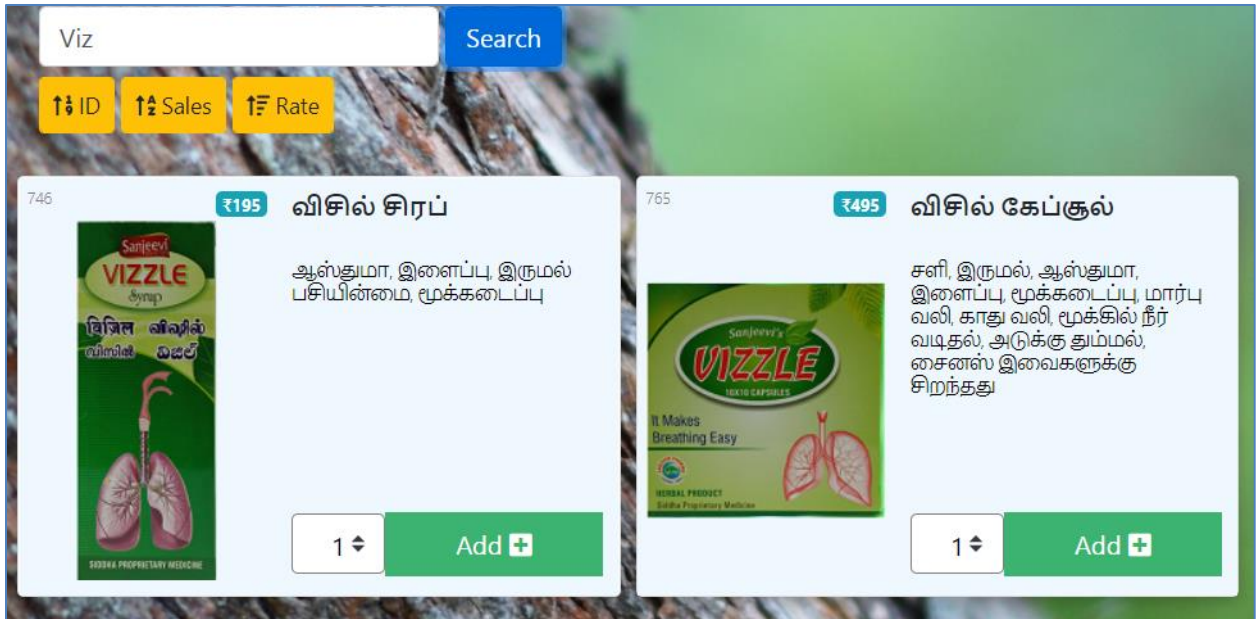 Viz
Search
ID
Sales
Rate
746
₹195
விசில் சிரப்
Sanjeevi
VIZZLE
Syrup
विज़िल
விஸில்
SIDDHA PROPRIETARY MEDICINE
ஆஸ்துமா, இளைப்பு, இருமல்
பசியின்மை, மூக்கடைப்பு
1
Add
765
₹495
விசில் கேப்சூல்
Sanjeevi's
VIZZLE
10X10 CAPSULES
It Makes
Breathing Easy
HERBAL PRODUCT
Siddha Proprietary Medicine
சளி, இருமல், ஆஸ்துமா,
இளைப்பு, மூக்கடைப்பு, மார்பு
வலி, காது வலி, மூக்கில் நீர்
வடிதல், அடுக்கு தும்மல்,
சைனஸ் இவைகளுக்கு
சிறந்தது
1
Add